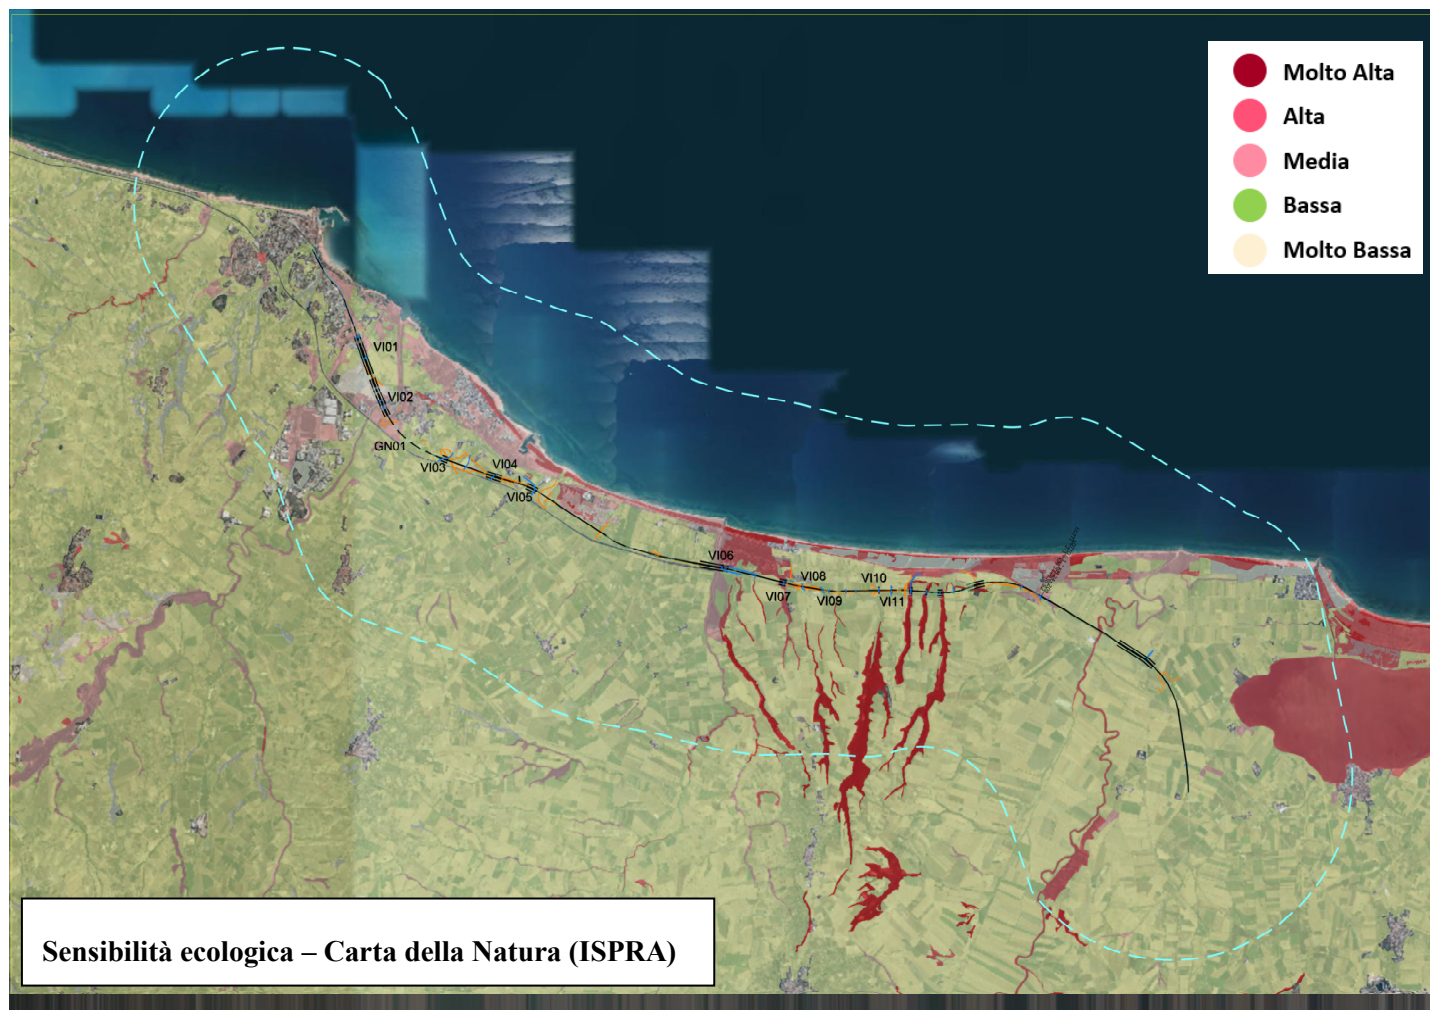 Molto Alta
Alta
Media
Bassa
Molto Bassa
VI01
VI02
GN01
VI03
VI04
VI05
VI06
VI07
VI08
VI09
VI10
VI11
Sensibilità ecologica – Carta della Natura (ISPRA)